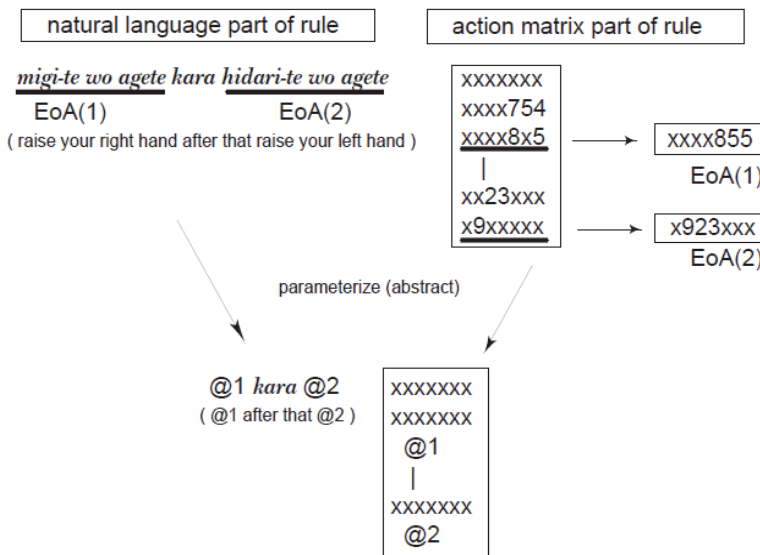 natural language part of rule
action matrix part of rule
migi-te wo agete kara hidari-te wo agete
EoA(1) EoA(2)
( raise your right hand after that raise your left hand )
xxxxxxx
xxxx754
xxxx8x5
|
xx23xxx
x9xxxxx
xxxx855
EoA(1)
x923xxx
EoA(2)
parameterize (abstract)
@1 kara @2
( @1 after that @2 )
xxxxxxx
xxxxxxx
@1
|
xxxxxxx
@2